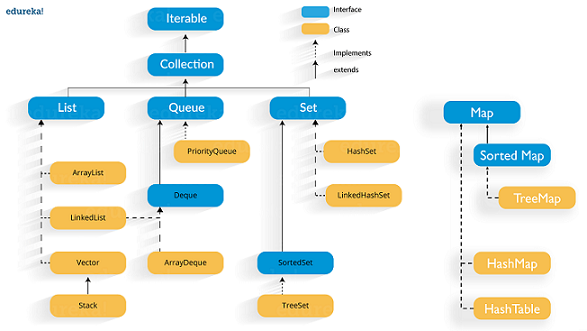 edureka!
Iterable
Interface
Class
Implements
extends
Collection
List
Queue
Set
Map
PriorityQueue
HashSet
Sorted Map
ArrayList
Deque
LinkedHashSet
TreeMap
LinkedList
Vector
ArrayDeque
SortedSet
HashMap
Stack
TreeSet
HashTable